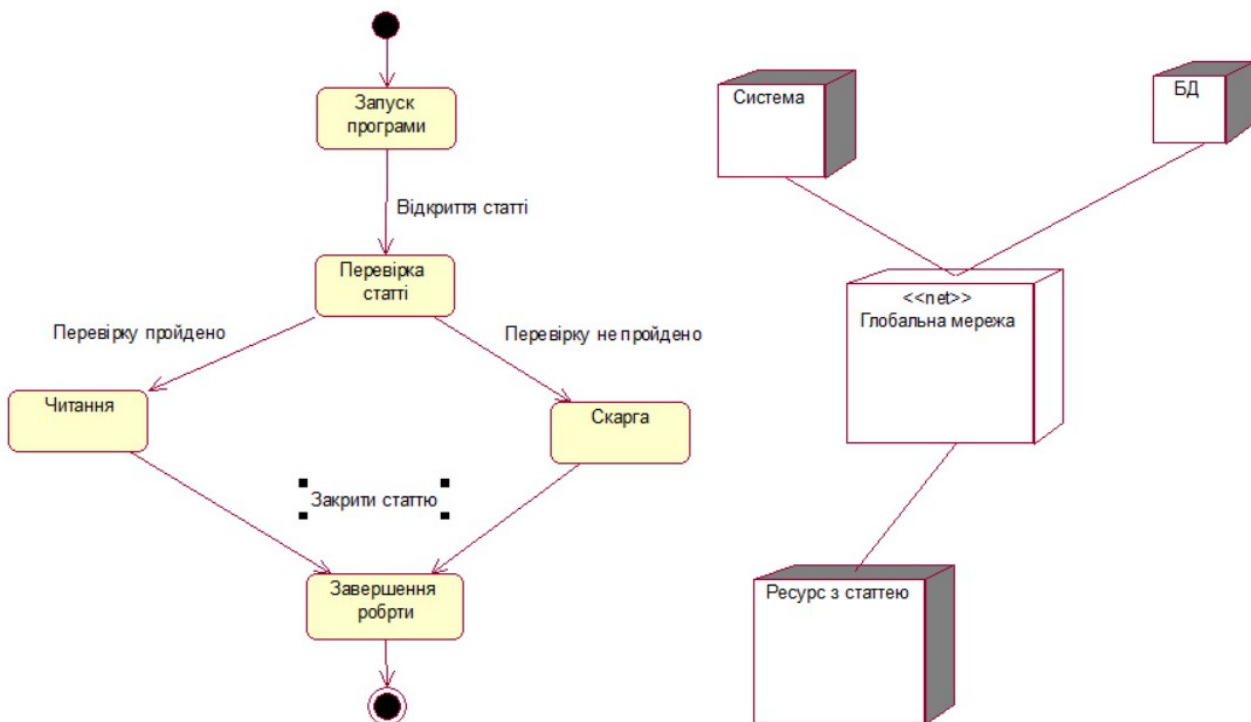 Запуск
програми
Відкриття статті
Перевірка
статті
Перевірку пройдено
Перевірку не пройдено
Читання
Скарга
Закрити статтю
Завершення
робрти
Система
БД
<<net>>
Глобальна мережа
Ресурс з статтею